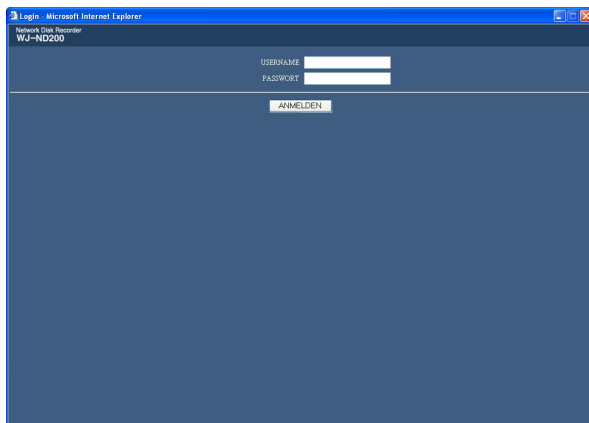 Login - Microsoft Internet Explorer
Network Disk Recorder
WJ-ND200
USERNAME
PASSWORT
ANMELDEN